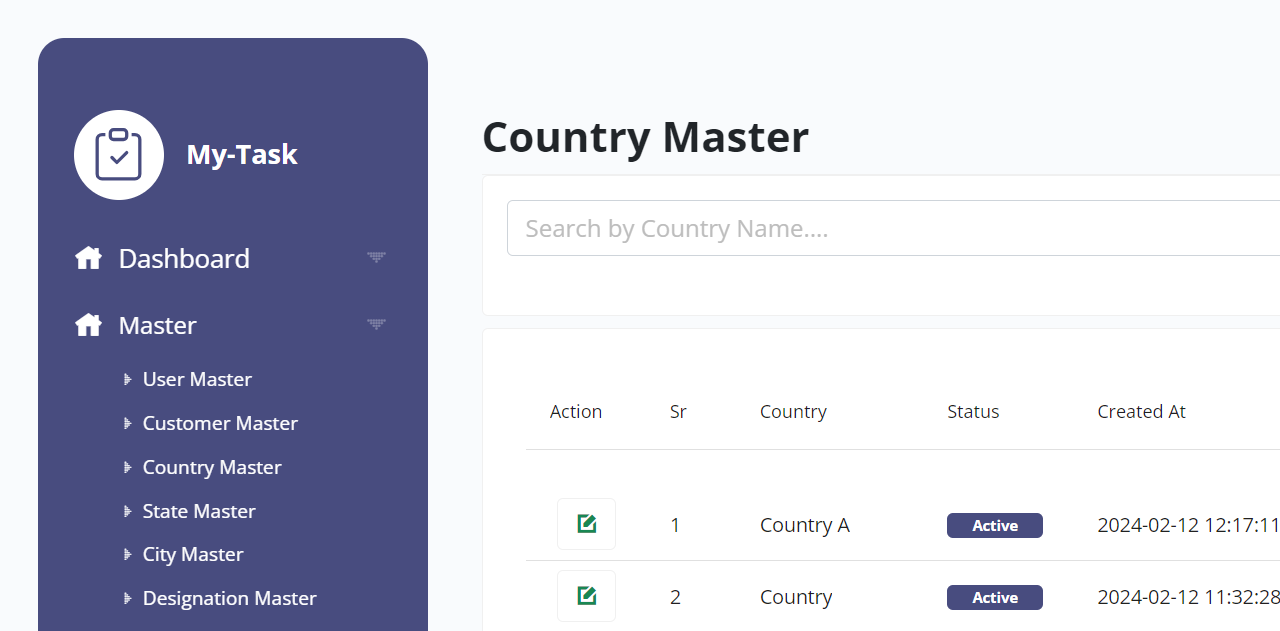 My-Task
Dashboard
Master
User Master
Customer Master
Country Master
State Master
City Master
Designation Master
Country Master
Search by Country Name....
Action Sr Country Status Created At
1 Country A Active 2024-02-12 12:17:11
2 Country Active 2024-02-12 11:32:28